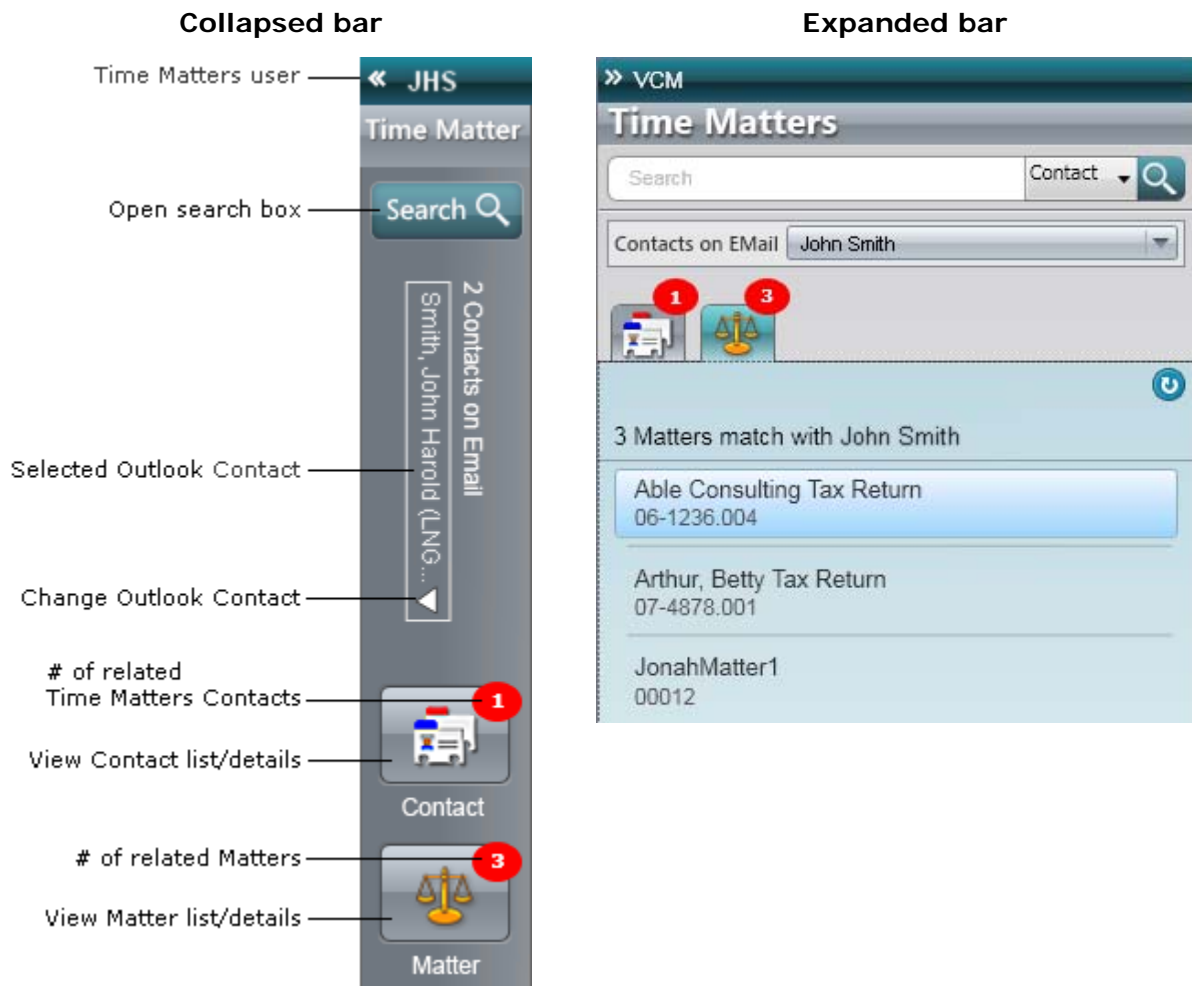 Collapsed bar
Expanded bar
Time Matters user
« JHS
Time Matter
Open search box
Search
2 Contacts on Email
Smith, John Harold (LNG...
Selected Outlook Contact
Change Outlook Contact
# of related
Time Matters Contacts
1
View Contact list/details
Contact
# of related Matters
3
View Matter list/details
Matter
» VCM
Time Matters
Search
Contact
Contacts on EMail
John Smith
1
3
3 Matters match with John Smith
Able Consulting Tax Return
06-1236.004
Arthur, Betty Tax Return
07-4878.001
JonahMatter1
00012